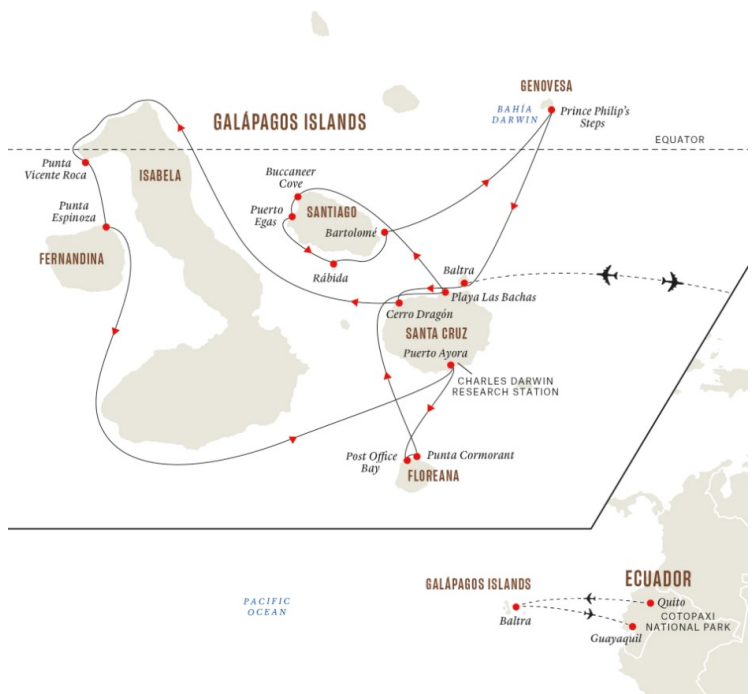 GENOVESA
BAHÍA
DARWIN
Prince Philip's
Steps
GALÁPAGOS ISLANDS
EQUATOR
Punta
Vicente Roca
ISABELA
Buccaneer
Cove
Punta
Espinoza
Puerto
Egas
SANTIAGO
Bartolomé
FERNANDINA
Rábida
Baltra
Playa Las Bachas
Cerro Dragón
SANTA CRUZ
Puerto Ayora
CHARLES DARWIN
RESEARCH STATION
Post Office
Bay
Punta Cormorant
FLOREANA
GALÁPAGOS ISLANDS
ECUADOR
PACIFIC
OCEAN
Baltra
Quito
COTOPAXI
NATIONAL PARK
Guayaquil